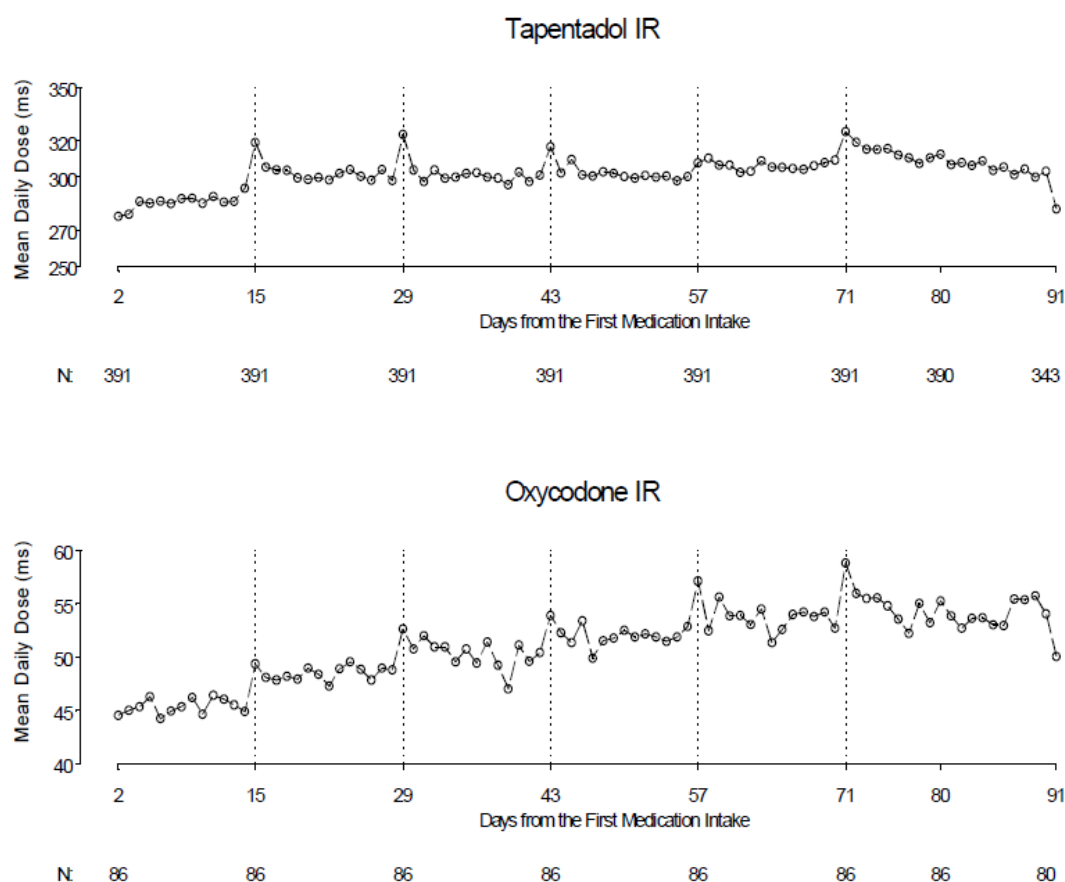 Tapentadol IR
Mean Daily Dose (ms)
350
320
300
270
250
2 15 29 43 57 71 80 91
Days from the First Medication Intake
N: 391 391 391 391 391 391 390 343
Oxycodone IR
Mean Daily Dose (ms)
60
55
50
45
40
2 15 29 43 57 71 80 91
Days from the First Medication Intake
N: 86 86 86 86 86 86 86 80